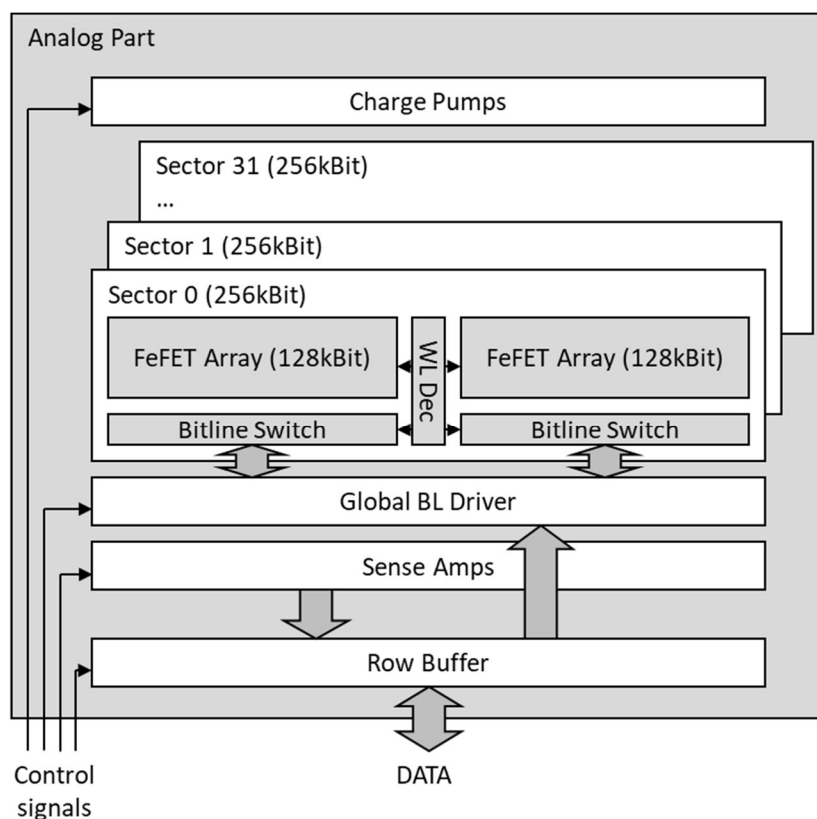 Analog Part
Charge Pumps
Sector 31 (256kBit)
...
Sector 1 (256kBit)
Sector 0 (256kBit)
FeFET Array (128kBit)
WL Dec
FeFET Array (128kBit)
Bitline Switch
Bitline Switch
Global BL Driver
Sense Amps
Row Buffer
Control
signals
DATA